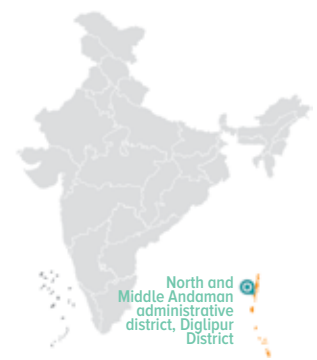 North and
Middle Andaman
administrative
district, Diglipur
District